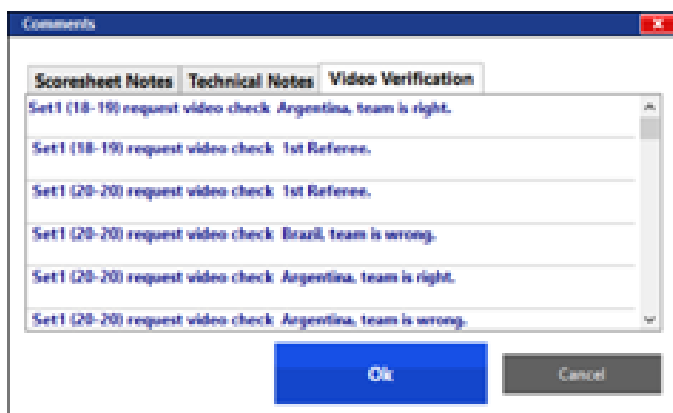 Comments
Scoresheet Notes Technical Notes Video Verification
Set1 (18-19) request video check Argentina, team is right.
Set1 (18-19) request video check 1st Referee.
Set1 (20-20) request video check 1st Referee.
Set1 (20-20) request video check Brazil, team is wrong.
Set1 (20-20) request video check Argentina, team is right.
Set1 (20-20) request video check Argentina, team is wrong.
Ok Cancel